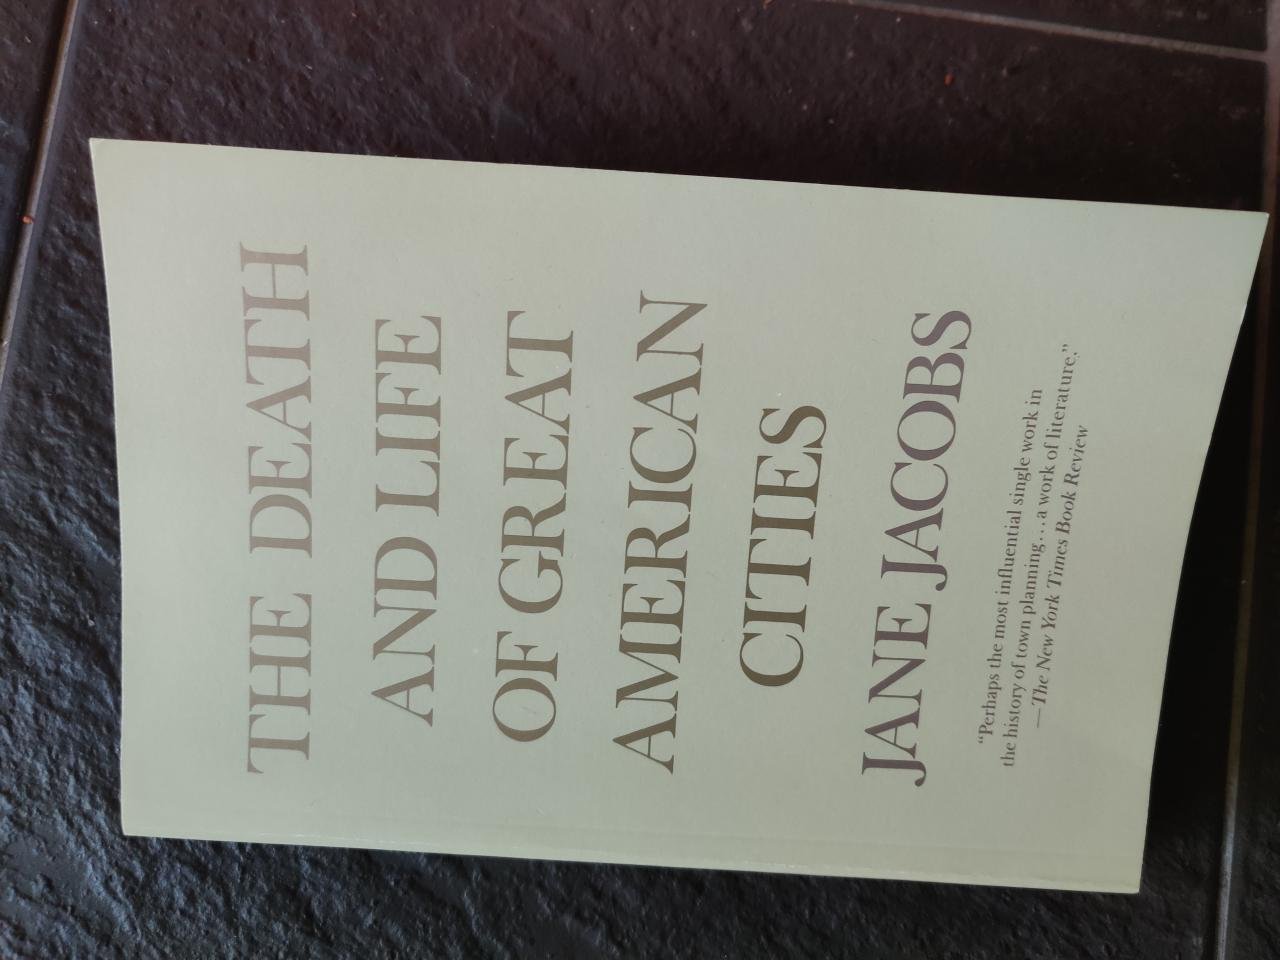 THE DEATH
AND LIFE
OF GREAT
AMERICAN
CITIES
JANE JACOBS
“Perhaps the most influential single work in
the history of town planning...a work of literature.”
—The New York Times Book Review